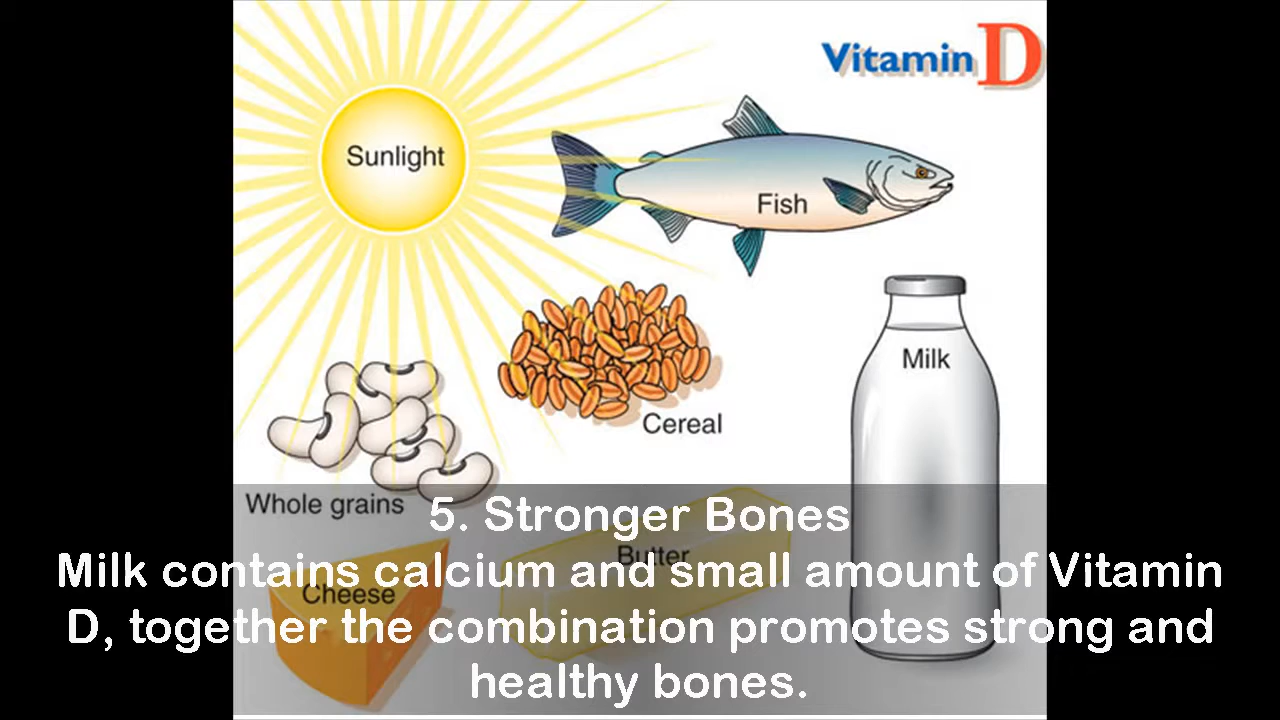 Vitamin D
Sunlight
Fish
Milk
Cereal
Whole grains
5. Stronger Bones
Butter
Milk contains calcium and small amount of Vitamin
Cheese
D, together the combination promotes strong and
healthy bones.